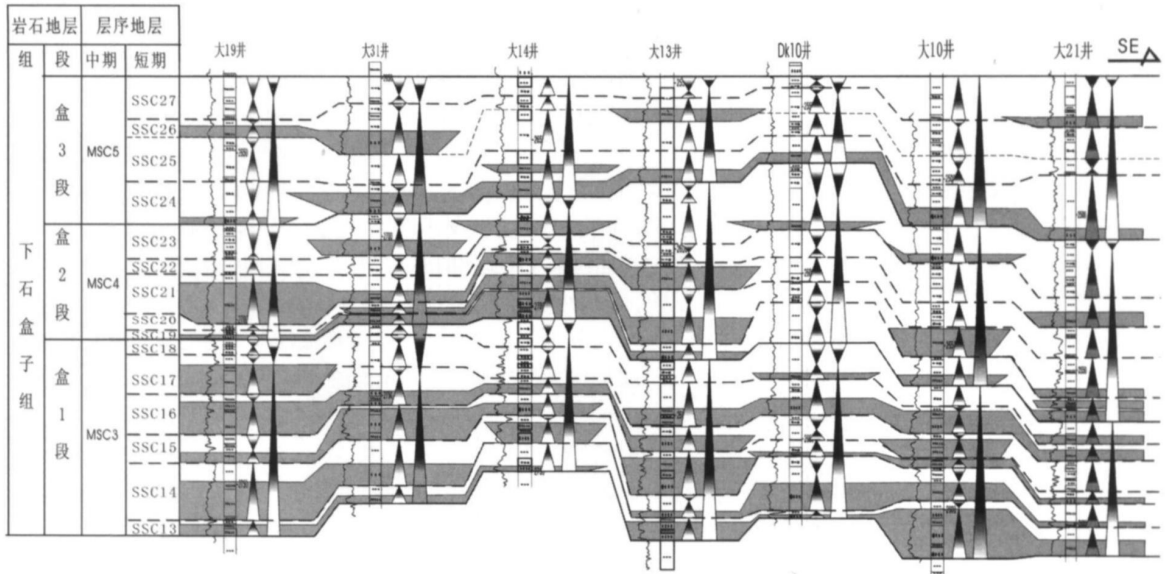 岩石地层 层序地层
组 段 中期 短期
大19井 大31井 大14井 大13井 Dk10井 大10井 大21井 SE
下石盒子组
盒3段
盒2段
盒1段
MSC5
MSC4
MSC3
SSC27
SSC26
SSC25
SSC24
SSC23
SSC22
SSC21
SSC20
SSC19
SSC18
SSC17
SSC16
SSC15
SSC14
SSC13